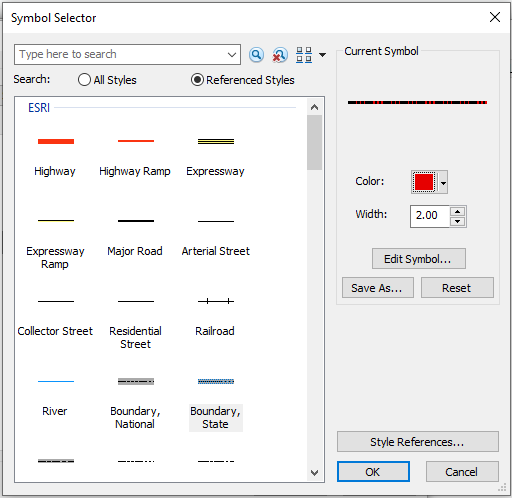 Symbol Selector
Type here to search
Search:
All Styles
Referenced Styles
ESRI
Highway
Highway Ramp
Expressway
Expressway
Ramp
Major Road
Arterial Street
Collector Street
Residential
Street
Railroad
River
Boundary,
National
Boundary,
State
Current Symbol
Color:
Width:
2.00
Edit Symbol...
Save As...
Reset
Style References...
OK
Cancel